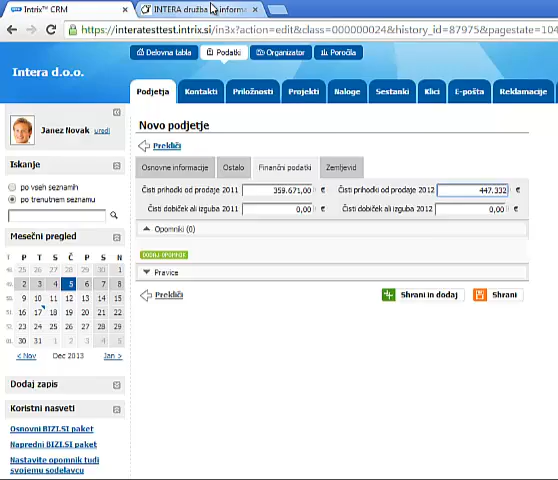 Intrix™ CRM
INTERA družba
informa
https://interatesttest.intrix.si/in3x?action=edit&class=000000024&history_id=87975&pagestate=104
Delovna tabla Podatki Organizator Poročila
Intera d.o.o.
Podjetja Kontakti Priložnosti Projekti Naloge Sestanki Klici E-pošta Reklamacije
Janez Novak uredi
Iskanje
po vseh seznamih
po trenutnem seznamu
Mesečni pregled
T P T S Č P S N
48. 25 26 27 28 29 30 1
49. 2 3 4 5 6 7 8
50. 9 10 11 12 13 14 15
51. 16 17 18 19 20 21 22
52. 23 24 25 26 27 28 29
01. 30 31 1 2 3 4 5
< Nov Dec 2013 Jan >
Dodaj zapis
Koristni nasveti
Osnovni BIZI.SI paket
Napredni BIZI.SI paket
Nastavite opomnik tudi
svojemu sodelavcu
Novo podjetje
Prekliči
Osnovne informacije Ostalo Finančni podatki Zemljevid
Čisti prihodki od prodaje 2011 359.671,00 € Čisti prihodki od prodaje 2012 447.332 €
Čisti dobiček ali izguba 2011 0,00 € Čisti dobiček ali izguba 2012 0,00 €
Opomniki (0)
DODAJ OPOMNIK
Pravice
Prekliči Shrani in dodaj Shrani